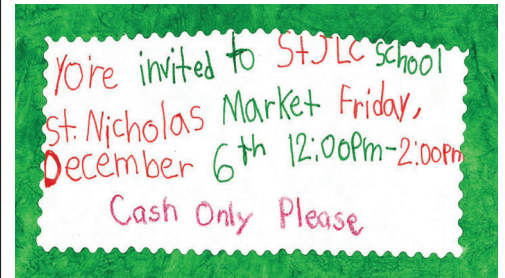 Yo're invited to StJLC School
St. Nicholas Market Friday,
December 6th 12:00pm-2:00pm
Cash Only Please